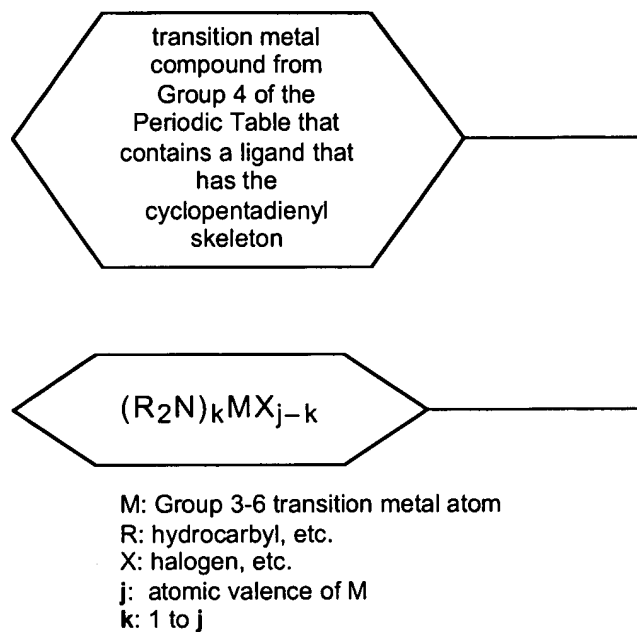 transition metal
compound from
Group 4 of the
Periodic Table that
contains a ligand that
has the
cyclopentadienyl
skeleton
(R₂N)ₖMXⱼ₋ₖ
M: Group 3-6 transition metal atom
R: hydrocarbyl, etc.
X: halogen, etc.
j: atomic valence of M
k: 1 to j